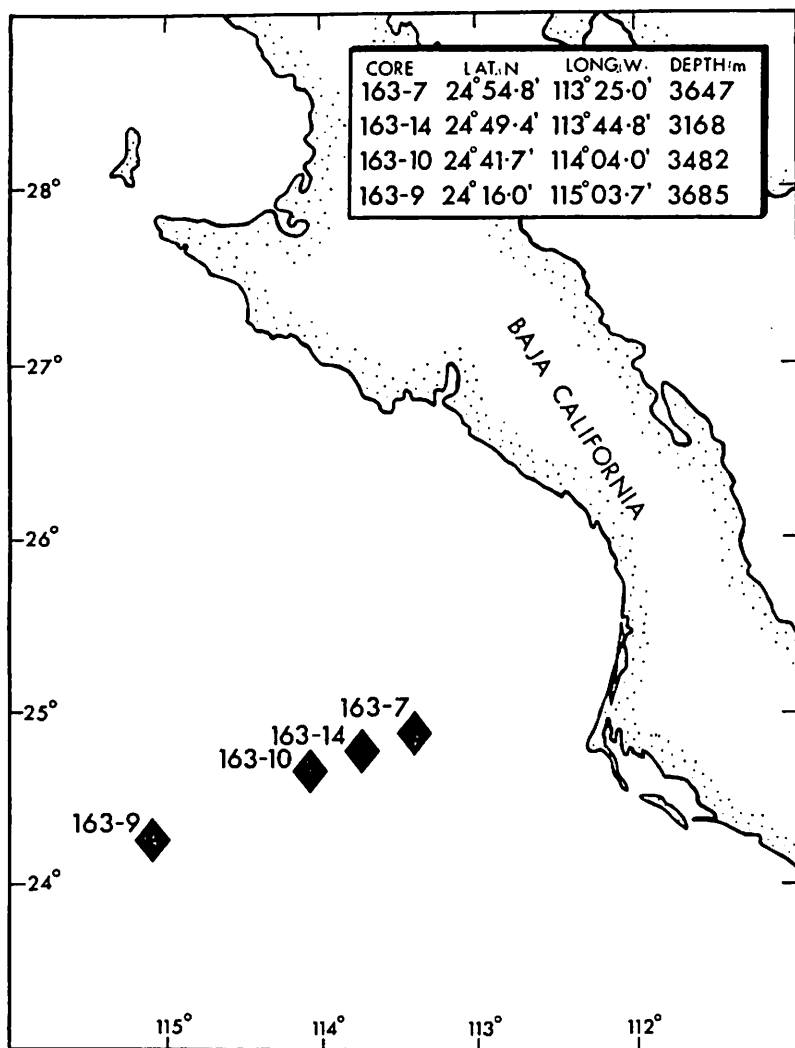 CORE LAT.N LONG.W. DEPTH/m
163-7 24°54·8' 113°25·0' 3647
163-14 24°49·4' 113°44·8' 3168
163-10 24°41·7' 114°04·0' 3482
163-9 24°16·0' 115°03·7' 3685
28°
27°
BAJA CALIFORNIA
26°
25°
163-7
163-14
163-10
163-9
24°
115° 114° 113° 112°